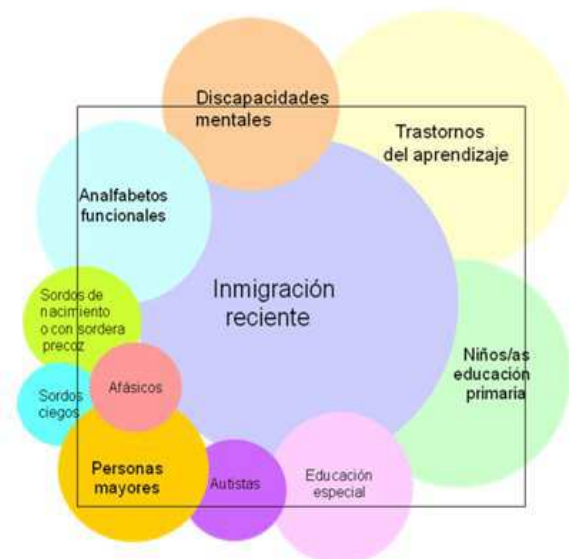 Discapacidades
mentales
Trastornos
del aprendizaje
Analfabetos
funcionales
Inmigración
reciente
Sordos de
nacimiento
o con sordera
precoz
Niños/as
educación
primaria
Afásicos
Sordos
ciegos
Personas
mayores
Autistas
Educación
especial